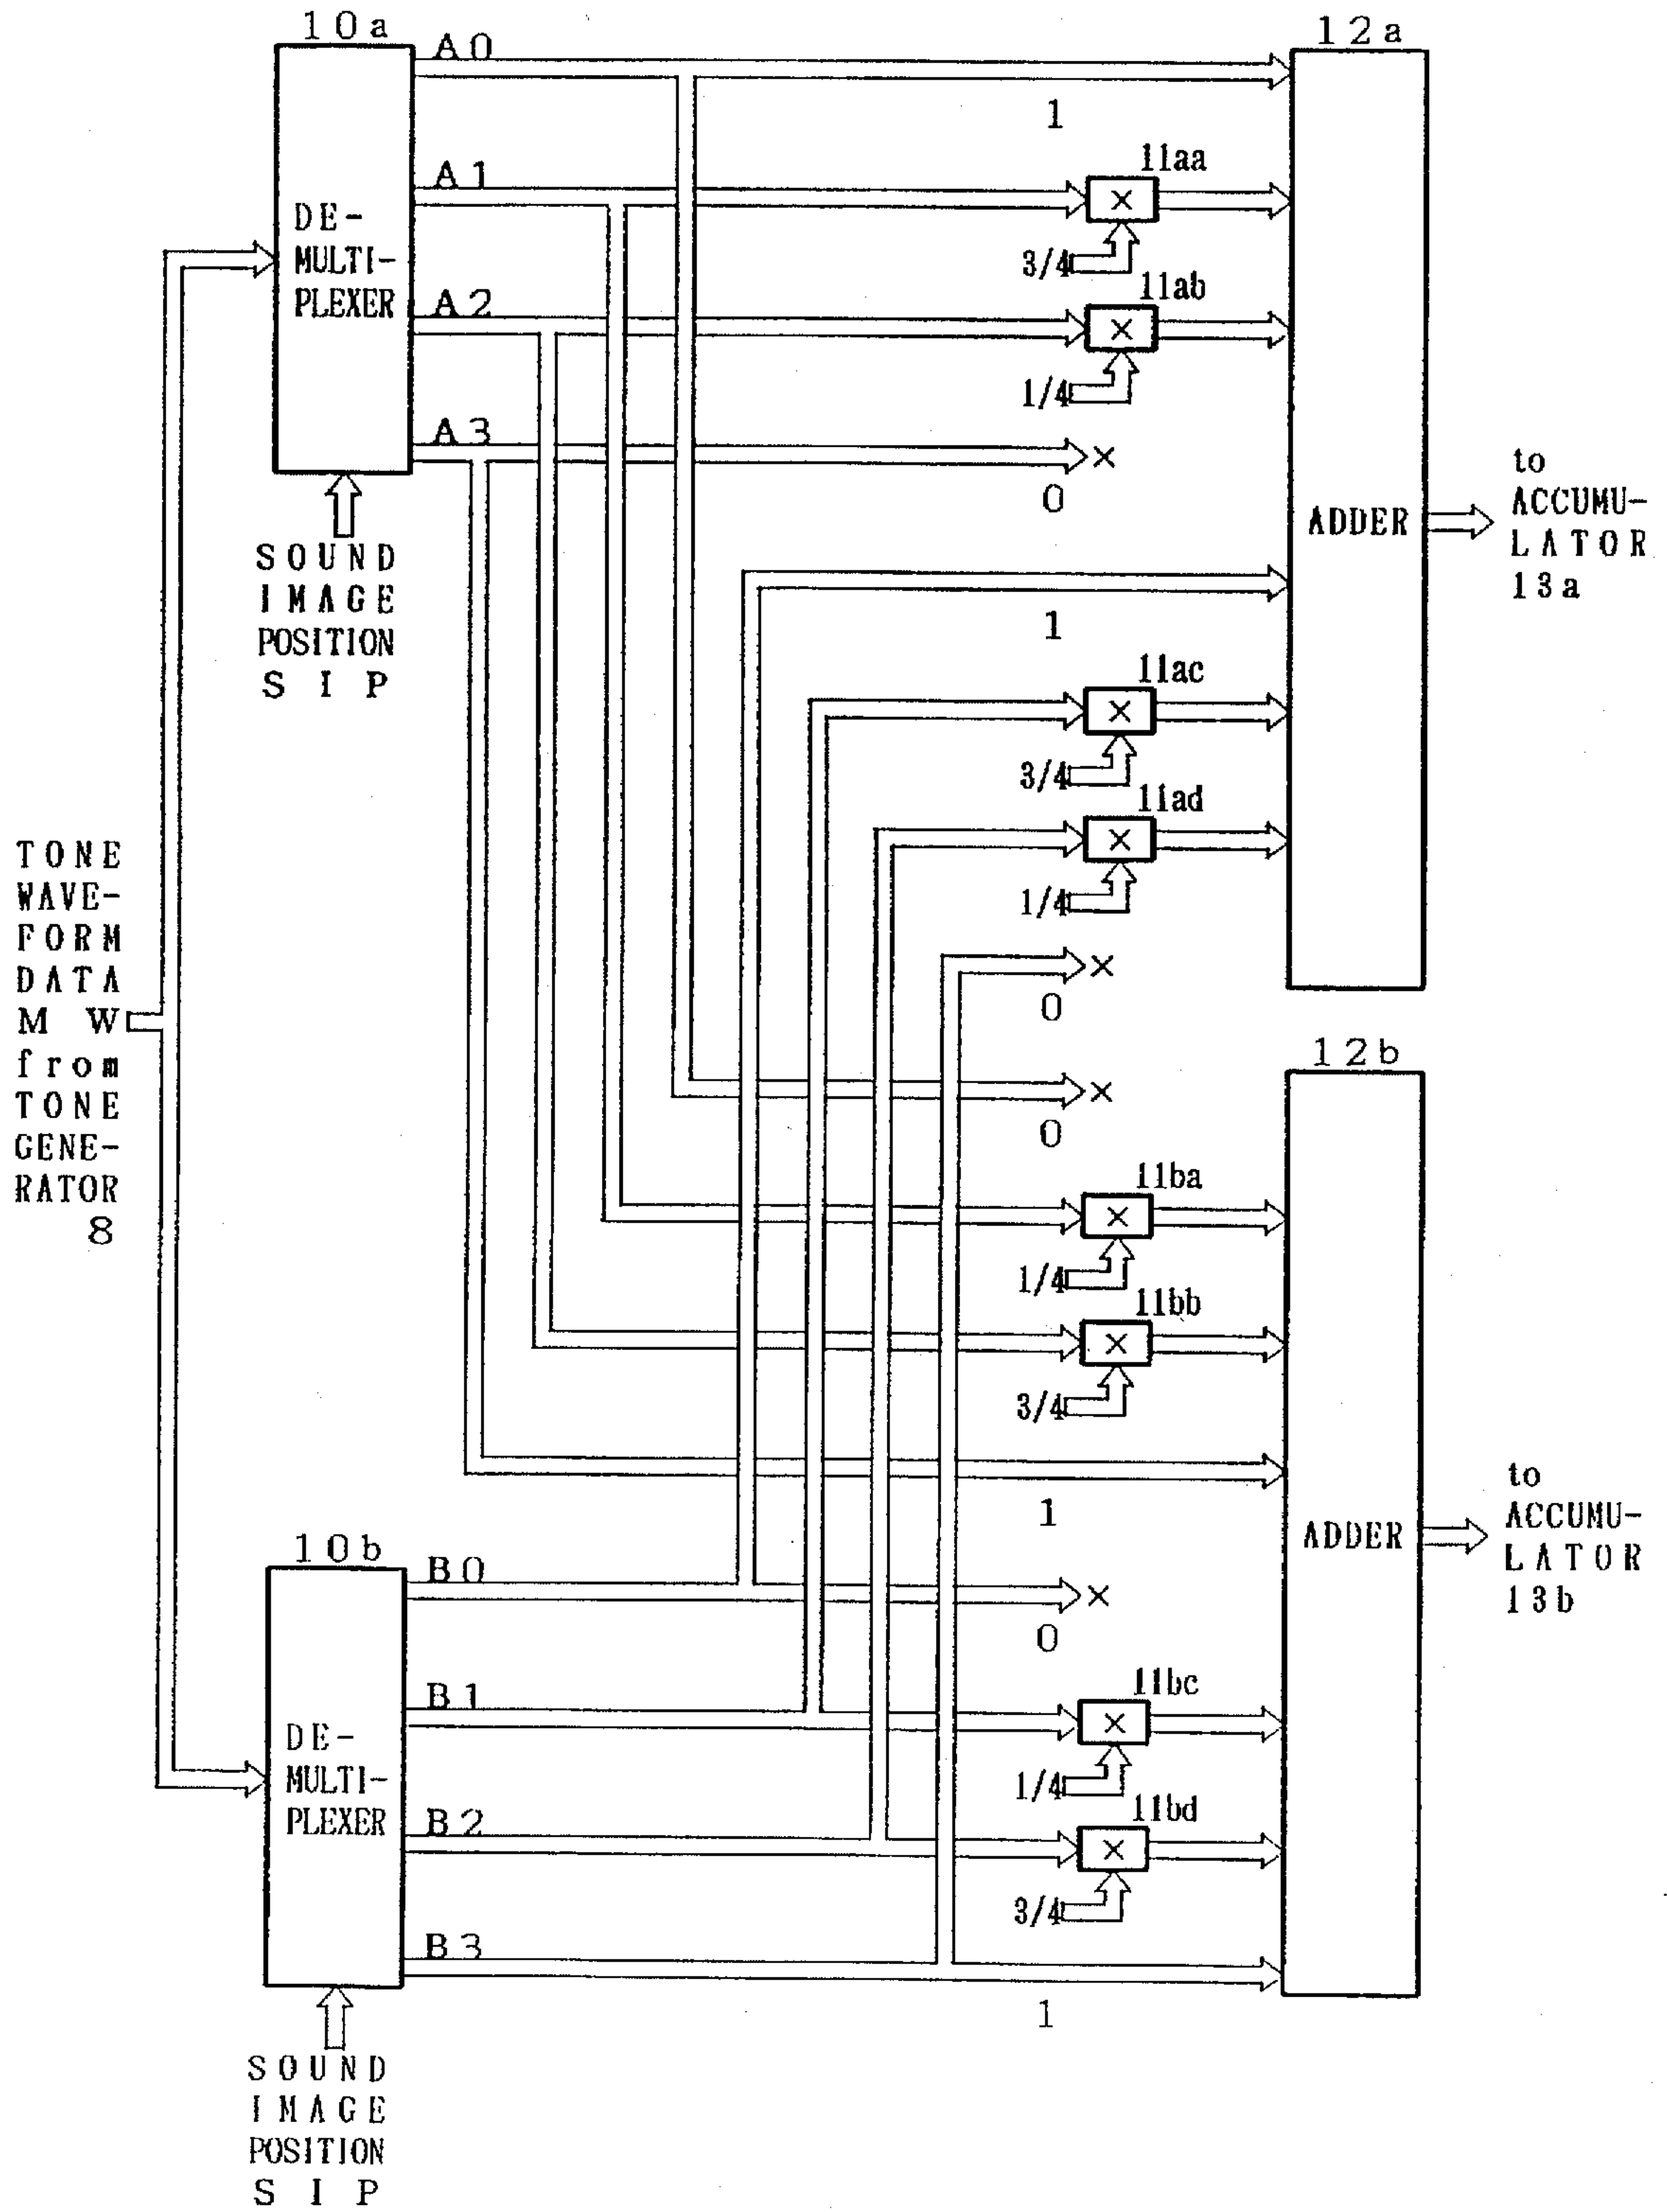 10a
A0
A1
A2
A3
DE-
MULTI-
PLEXER
SOUND
IMAGE
POSITION
SIP
12a
1
11aa
×
3/4
11ab
×
1/4
×
0
1
11ac
×
3/4
11ad
×
1/4
×
0
ADDER
to
ACCUMU-
LATOR
13a
TONE
WAVE-
FORM
DATA
MW
from
TONE
GENE-
RATOR
8
12b
×
0
11ba
×
1/4
11bb
×
3/4
1
×
0
11bc
×
1/4
11bd
×
3/4
1
ADDER
to
ACCUMU-
LATOR
13b
10b
B0
B1
B2
B3
DE-
MULTI-
PLEXER
SOUND
IMAGE
POSITION
SIP